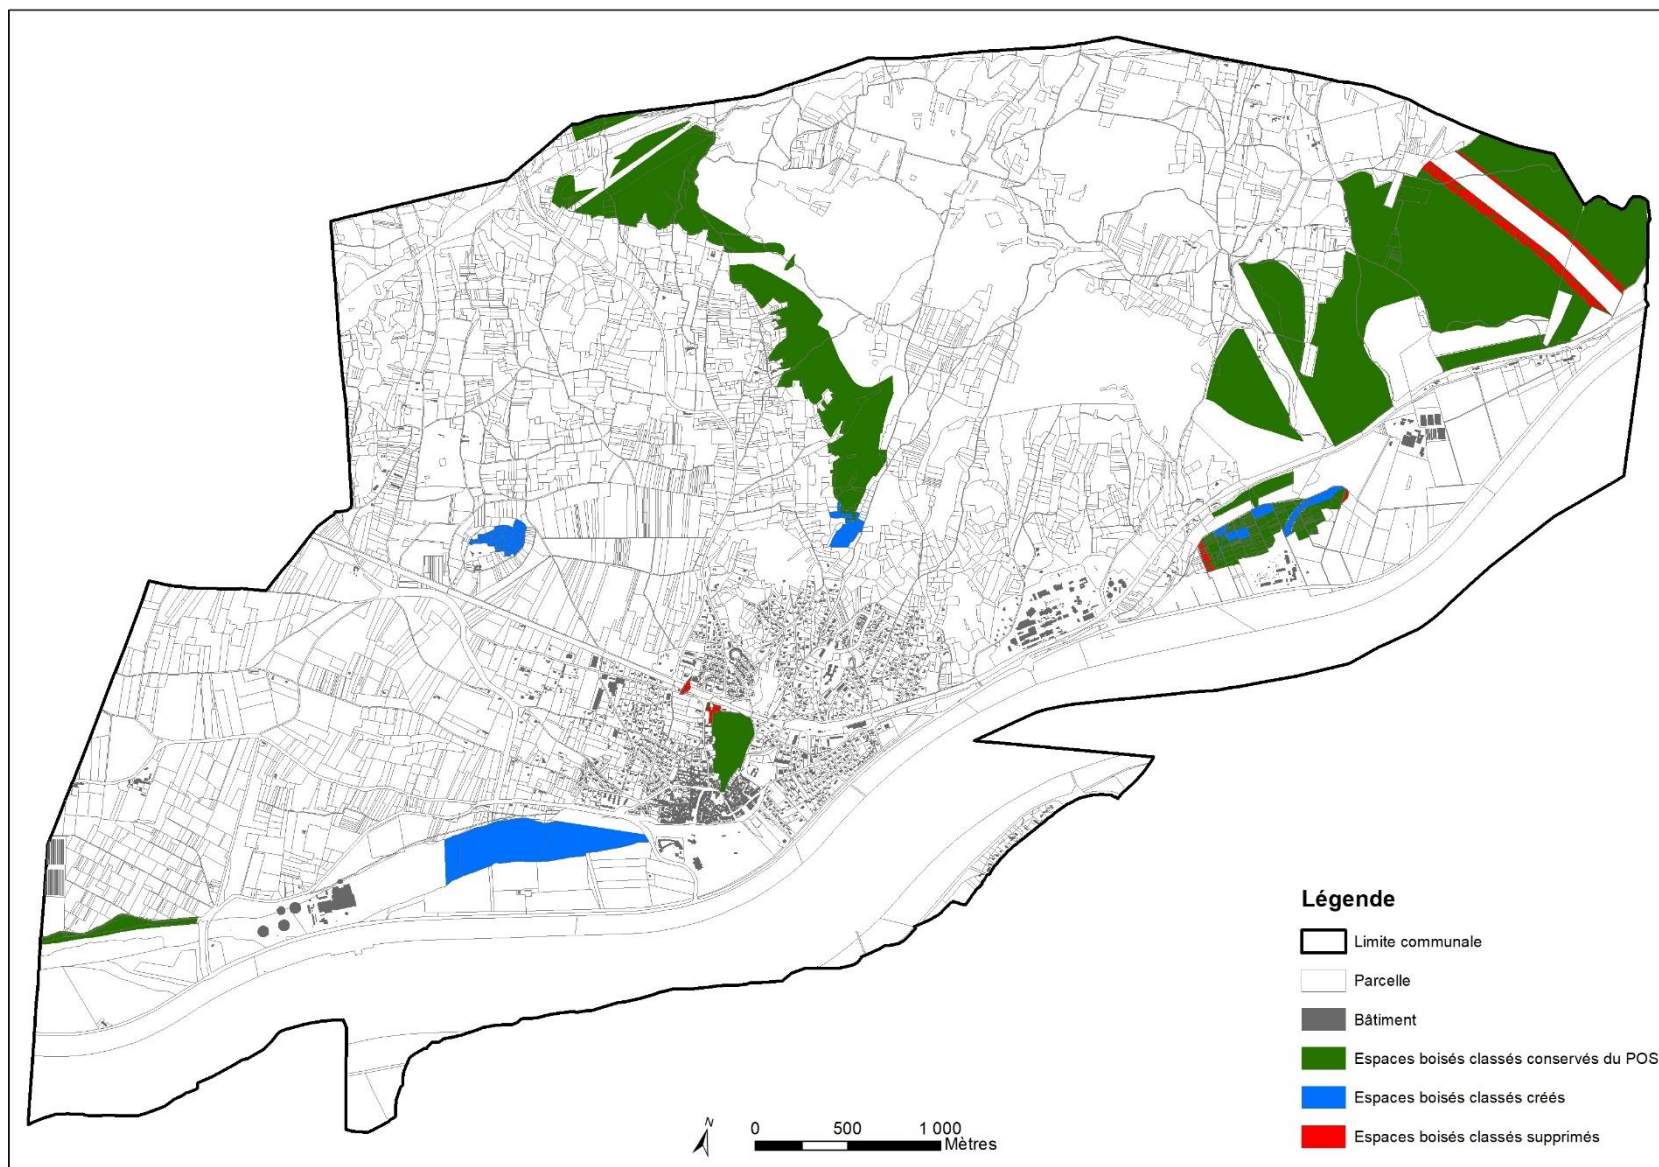 Légende
Limite communale
Parcelle
Bâtiment
Espaces boisés classés conservés du POS
Espaces boisés classés créés
Espaces boisés classés supprimés
N
0 500 1 000
Mètres